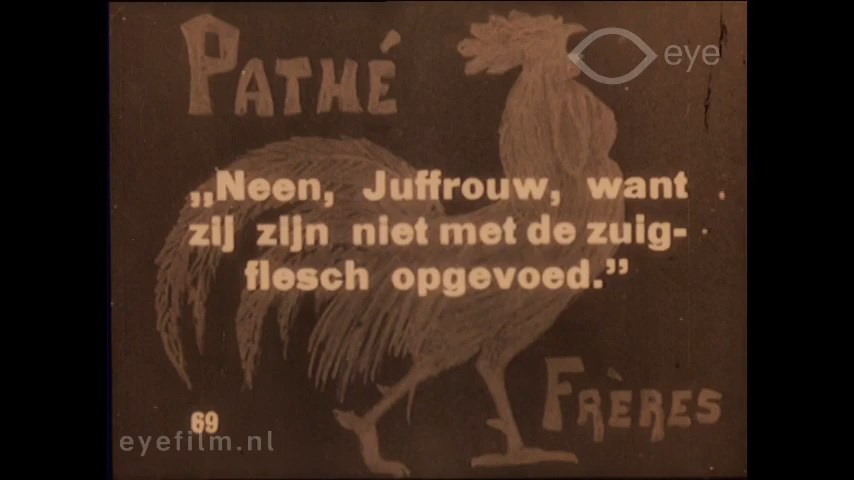 PATHÉ
eye
„Neen, Juffrouw, want
zij zijn niet met de zuig-
flesch opgevoed.”
FRÈRES
69
eyefilm.nl